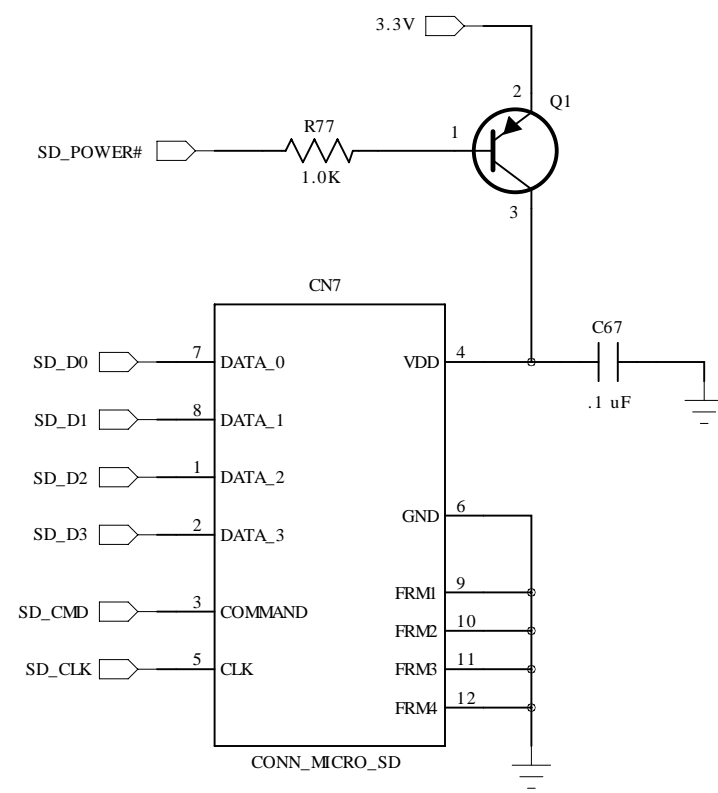 3.3V
2
Q1
R77
1
SD_POWER#
1.0K
3
CN7
C67
SD_D0
7
DATA_0
VDD
4
.1 uF
SD_D1
8
DATA_1
SD_D2
1
DATA_2
GND
6
SD_D3
2
DATA_3
FRM1
9
SD_CMD
3
COMMAND
FRM2
10
SD_CLK
5
CLK
FRM3
11
FRM4
12
CONN_MICRO_SD